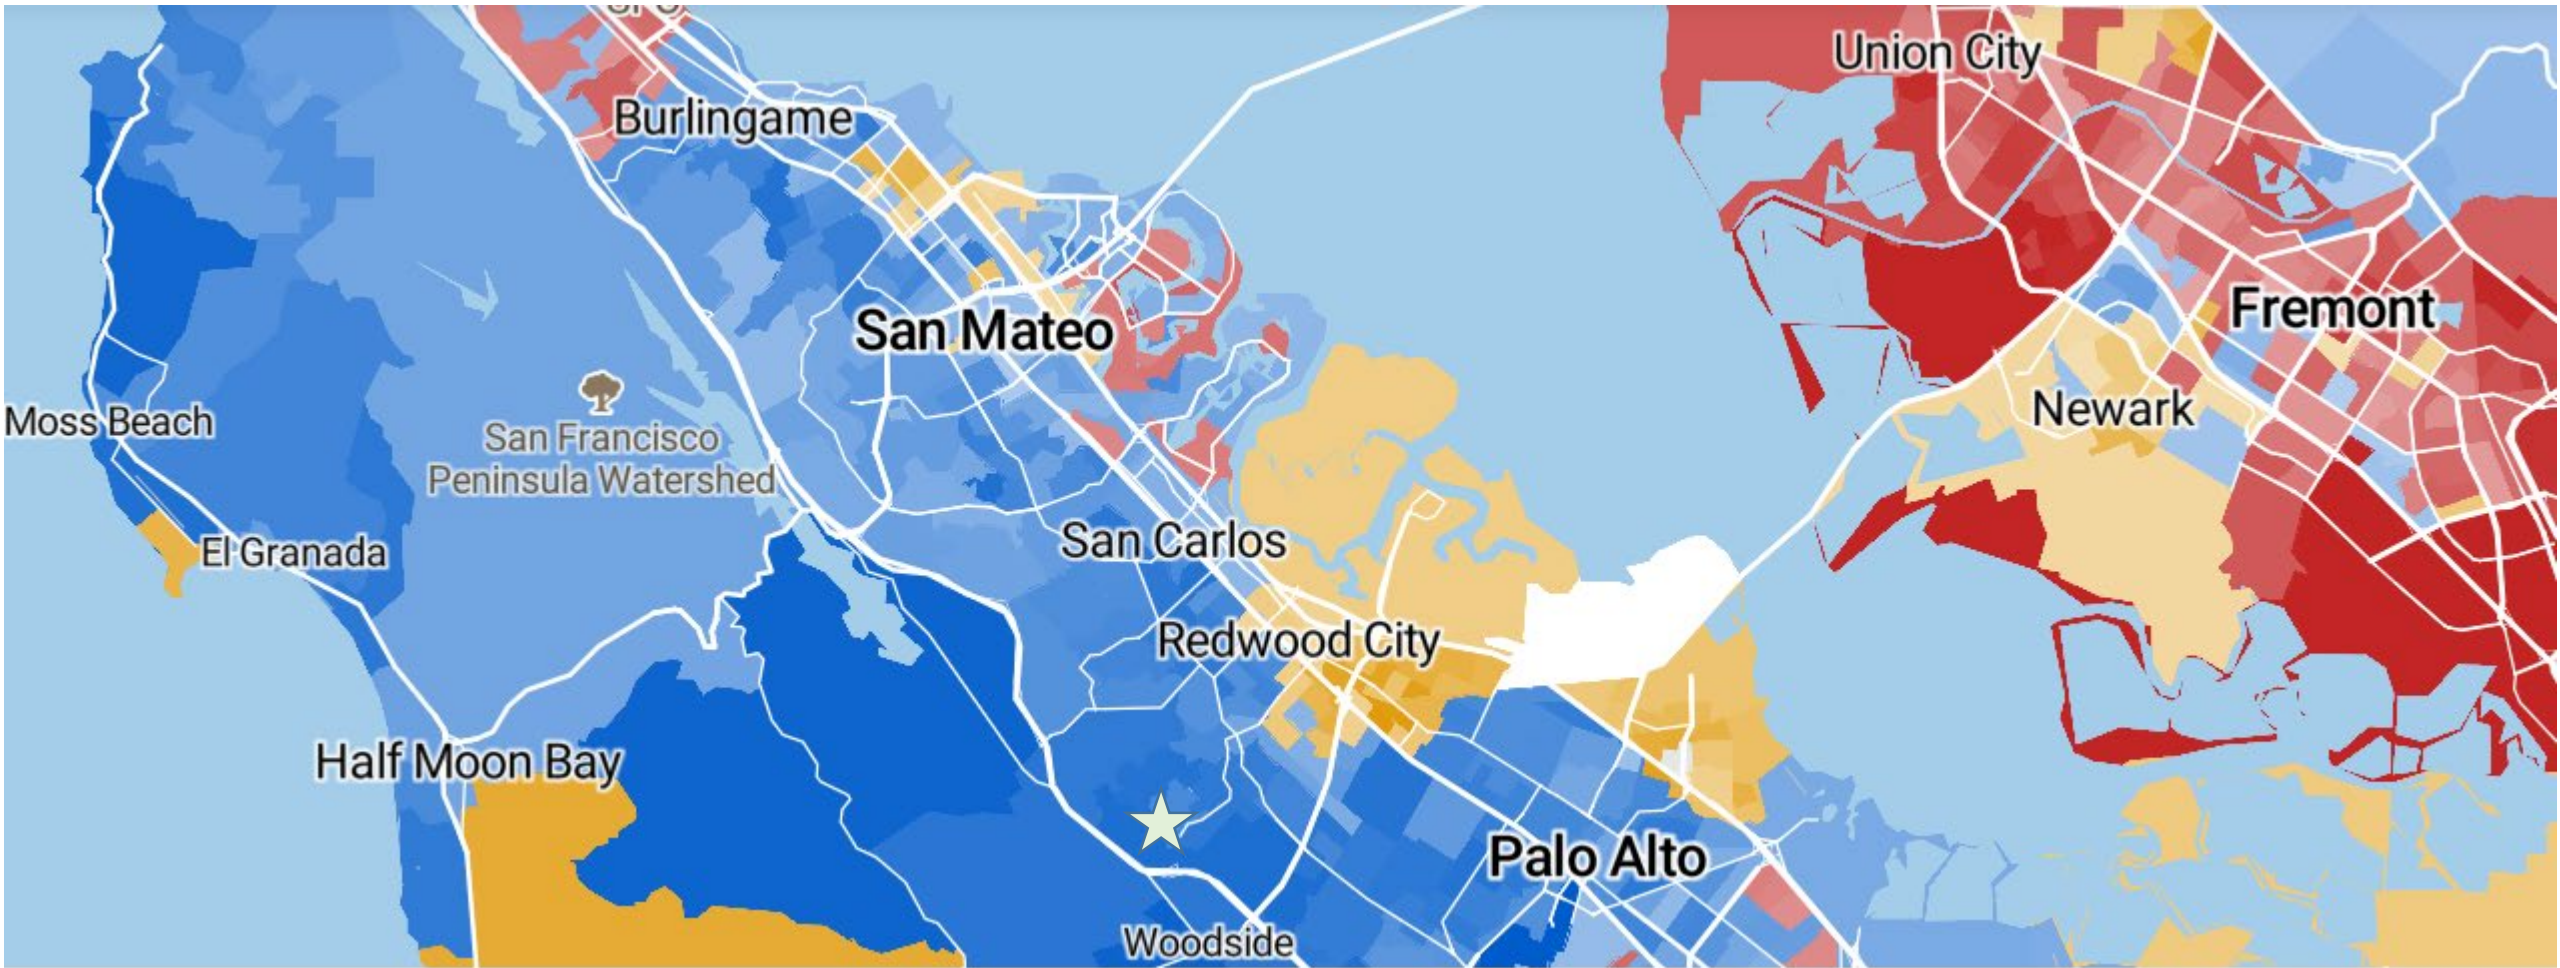 Union City
Burlingame
Fremont
San Mateo
Newark
Moss Beach
San Francisco
Peninsula Watershed
San Carlos
El Granada
Redwood City
Half Moon Bay
Palo Alto
Woodside